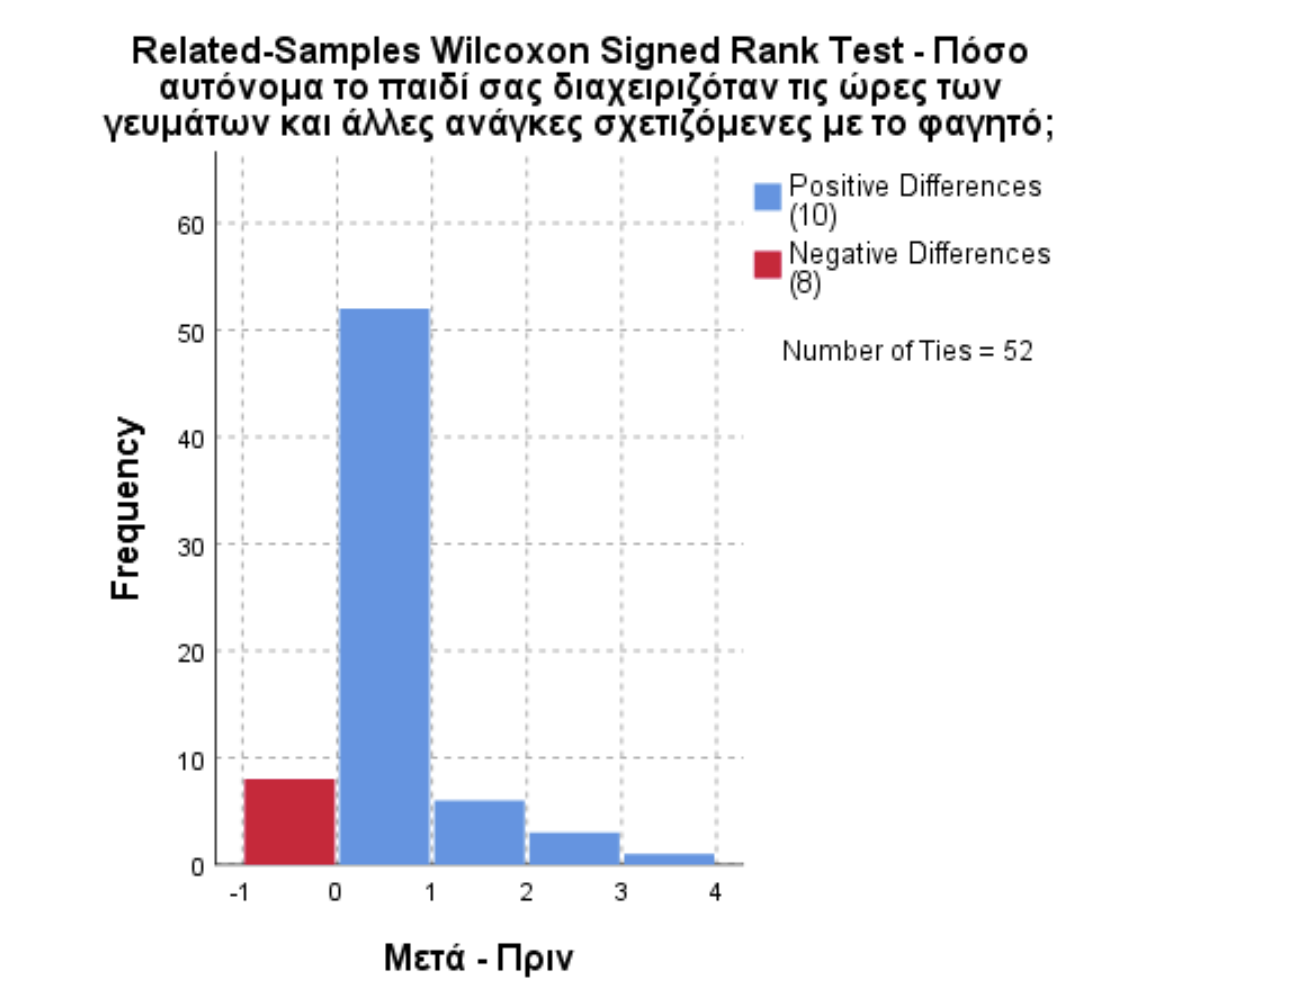 Related-Samples Wilcoxon Signed Rank Test - Πόσο
αυτόνομα το παιδί σας διαχειριζόταν τις ώρες των
γευμάτων και άλλες ανάγκες σχετιζόμενες με το φαγητό;
Positive Differences
(10)
Negative Differences
(8)
Number of Ties = 52
Frequency
60
50
40
30
20
10
0
-1 0 1 2 3 4
Μετά - Πριν